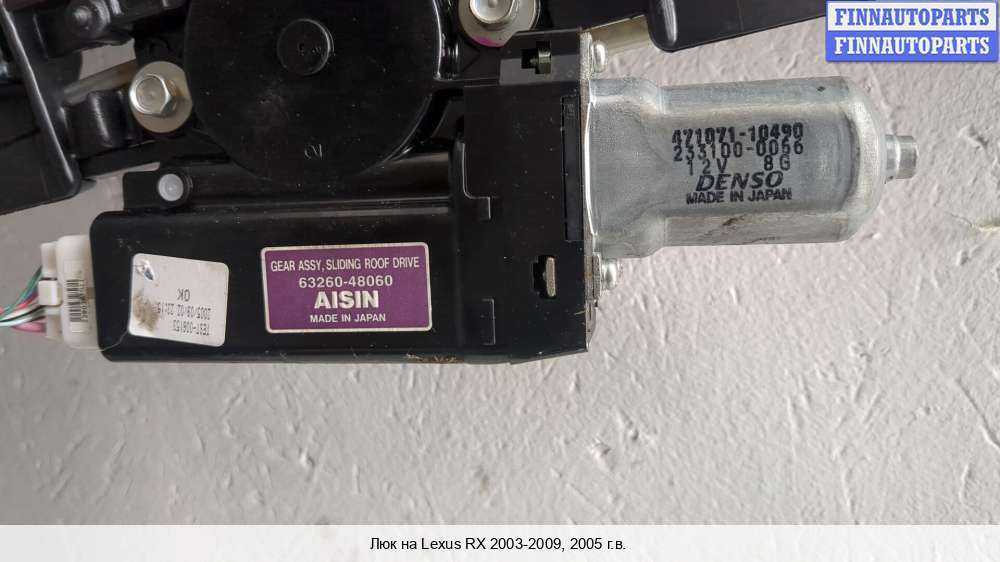 FINNAUTOPARTS
FINNAUTOPARTS
471071-10490
233100-0056
12V 8G
DENSO
MADE IN JAPAN
GEAR ASSY, SLIDING ROOF DRIVE
63260-48060
AISIN
MADE IN JAPAN
OK
Люк на Lexus RX 2003-2009, 2005 г.в.